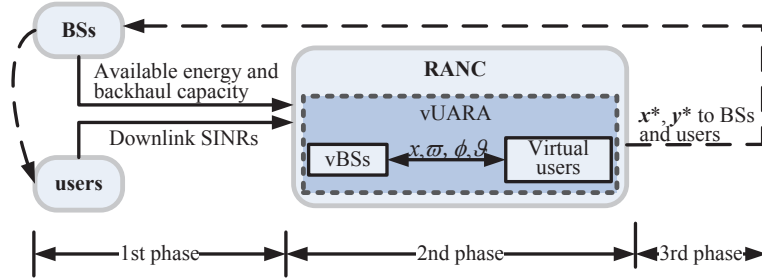 BSs
Available energy and
backhaul capacity
Downlink SINRs
users
RANC
vUARA
vBSs
x,ϖ, ϕ,ϑ
Virtual
users
x*, y* to BSs
and users
1st phase
2nd phase
3rd phase